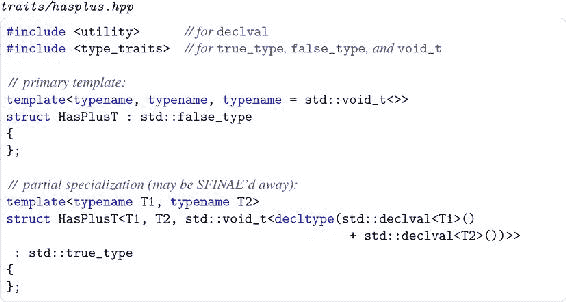 traits/hasplus.hpp
#include <utility> // for declval
#include <type_traits> // for true_type, false_type, and void_t
// primary template:
template<typename, typename, typename = std::void_t<>>
struct HasPlusT : std::false_type
{
};
// partial specialization (may be SFINAE'd away):
template<typename T1, typename T2>
struct HasPlusT<T1, T2, std::void_t<decltype(std::declval<T1>()
+ std::declval<T2>())>>
: std::true_type
{
};